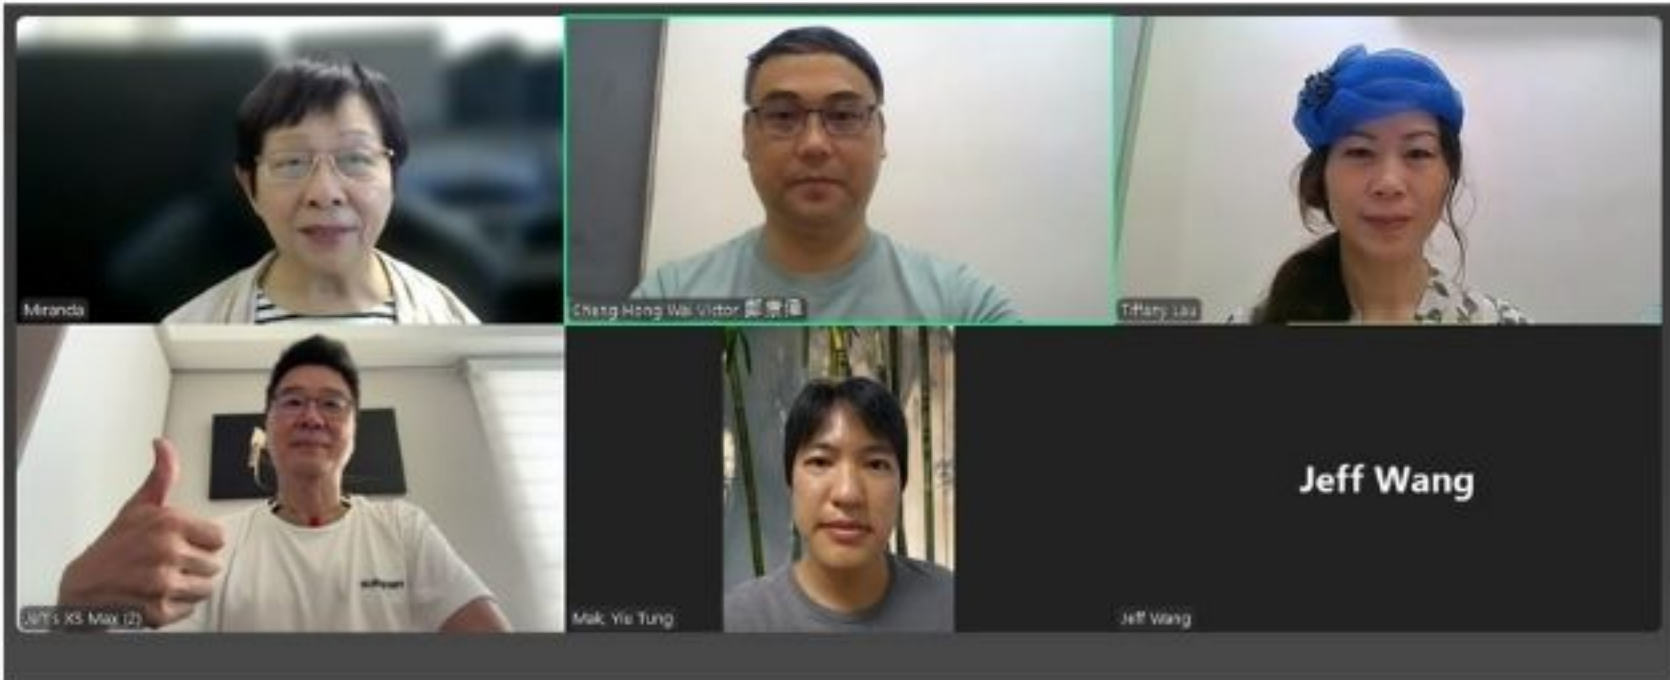 Miranda
Cheng Hong Wai Victor 鄭康偉
Tiffany Lau
Jeff's XS Max (2)
Mak Yiu Tung
Jeff Wang
Jeff Wang